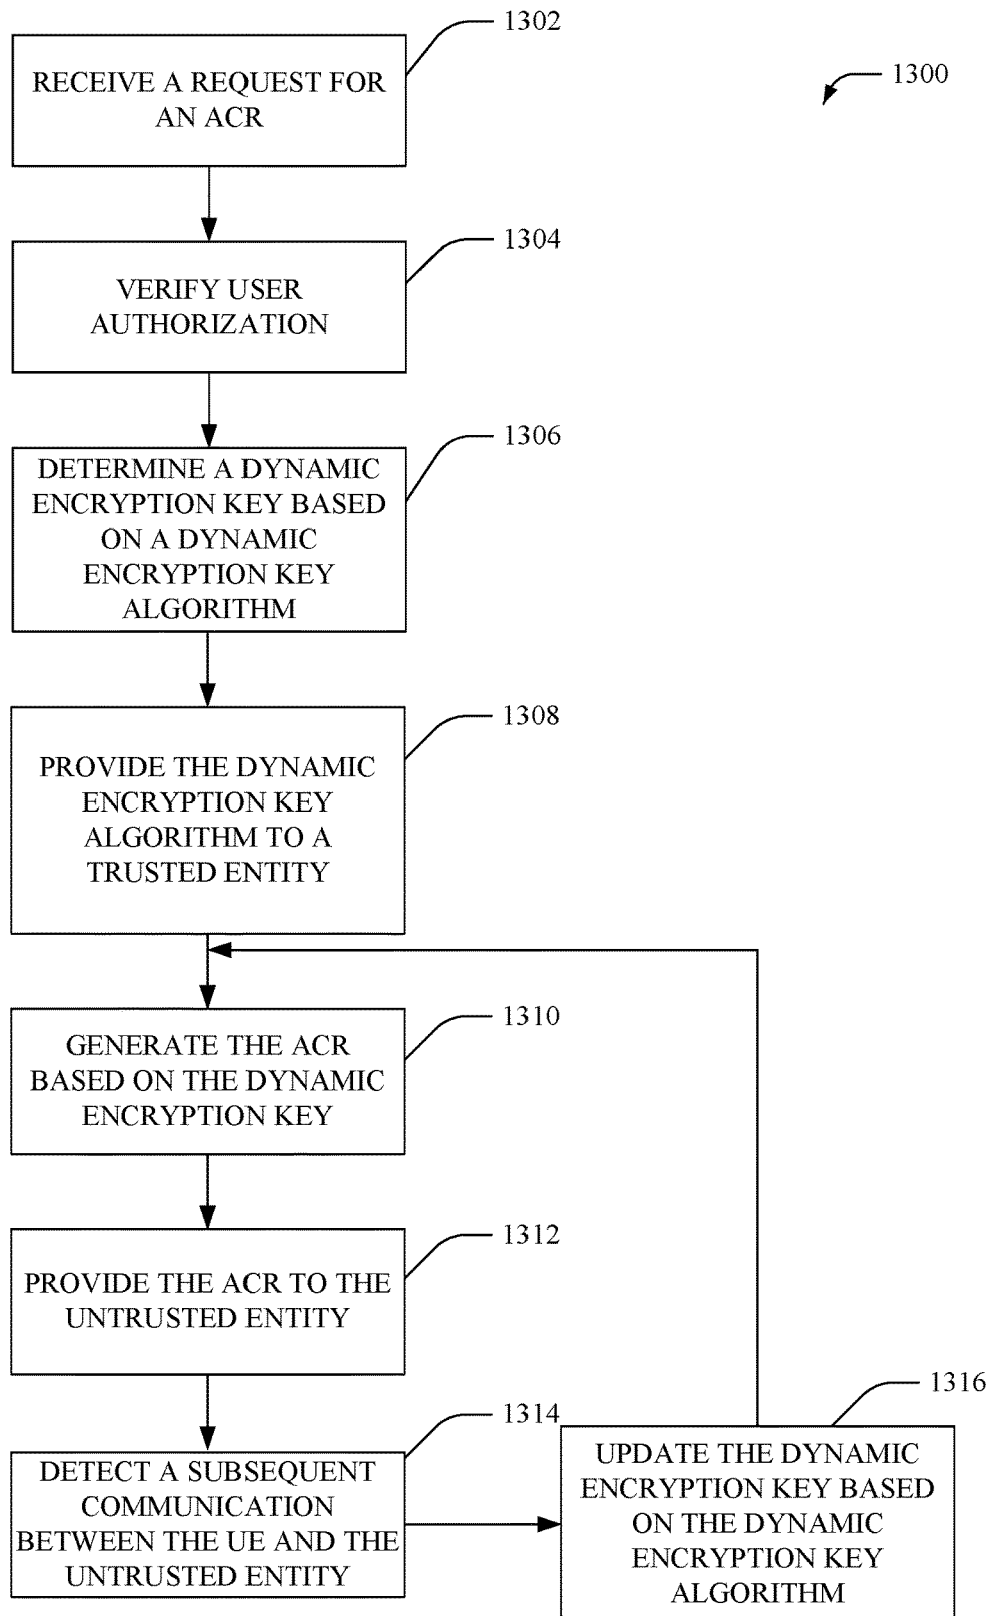 1302
1300
RECEIVE A REQUEST FOR
AN ACR
1304
VERIFY USER
AUTHORIZATION
1306
DETERMINE A DYNAMIC
ENCRYPTION KEY BASED
ON A DYNAMIC
ENCRYPTION KEY
ALGORITHM
1308
PROVIDE THE DYNAMIC
ENCRYPTION KEY
ALGORITHM TO A
TRUSTED ENTITY
1310
GENERATE THE ACR
BASED ON THE DYNAMIC
ENCRYPTION KEY
1312
PROVIDE THE ACR TO THE
UNTRUSTED ENTITY
1314
DETECT A SUBSEQUENT
COMMUNICATION
BETWEEN THE UE AND THE
UNTRUSTED ENTITY
1316
UPDATE THE DYNAMIC
ENCRYPTION KEY BASED
ON THE DYNAMIC
ENCRYPTION KEY
ALGORITHM